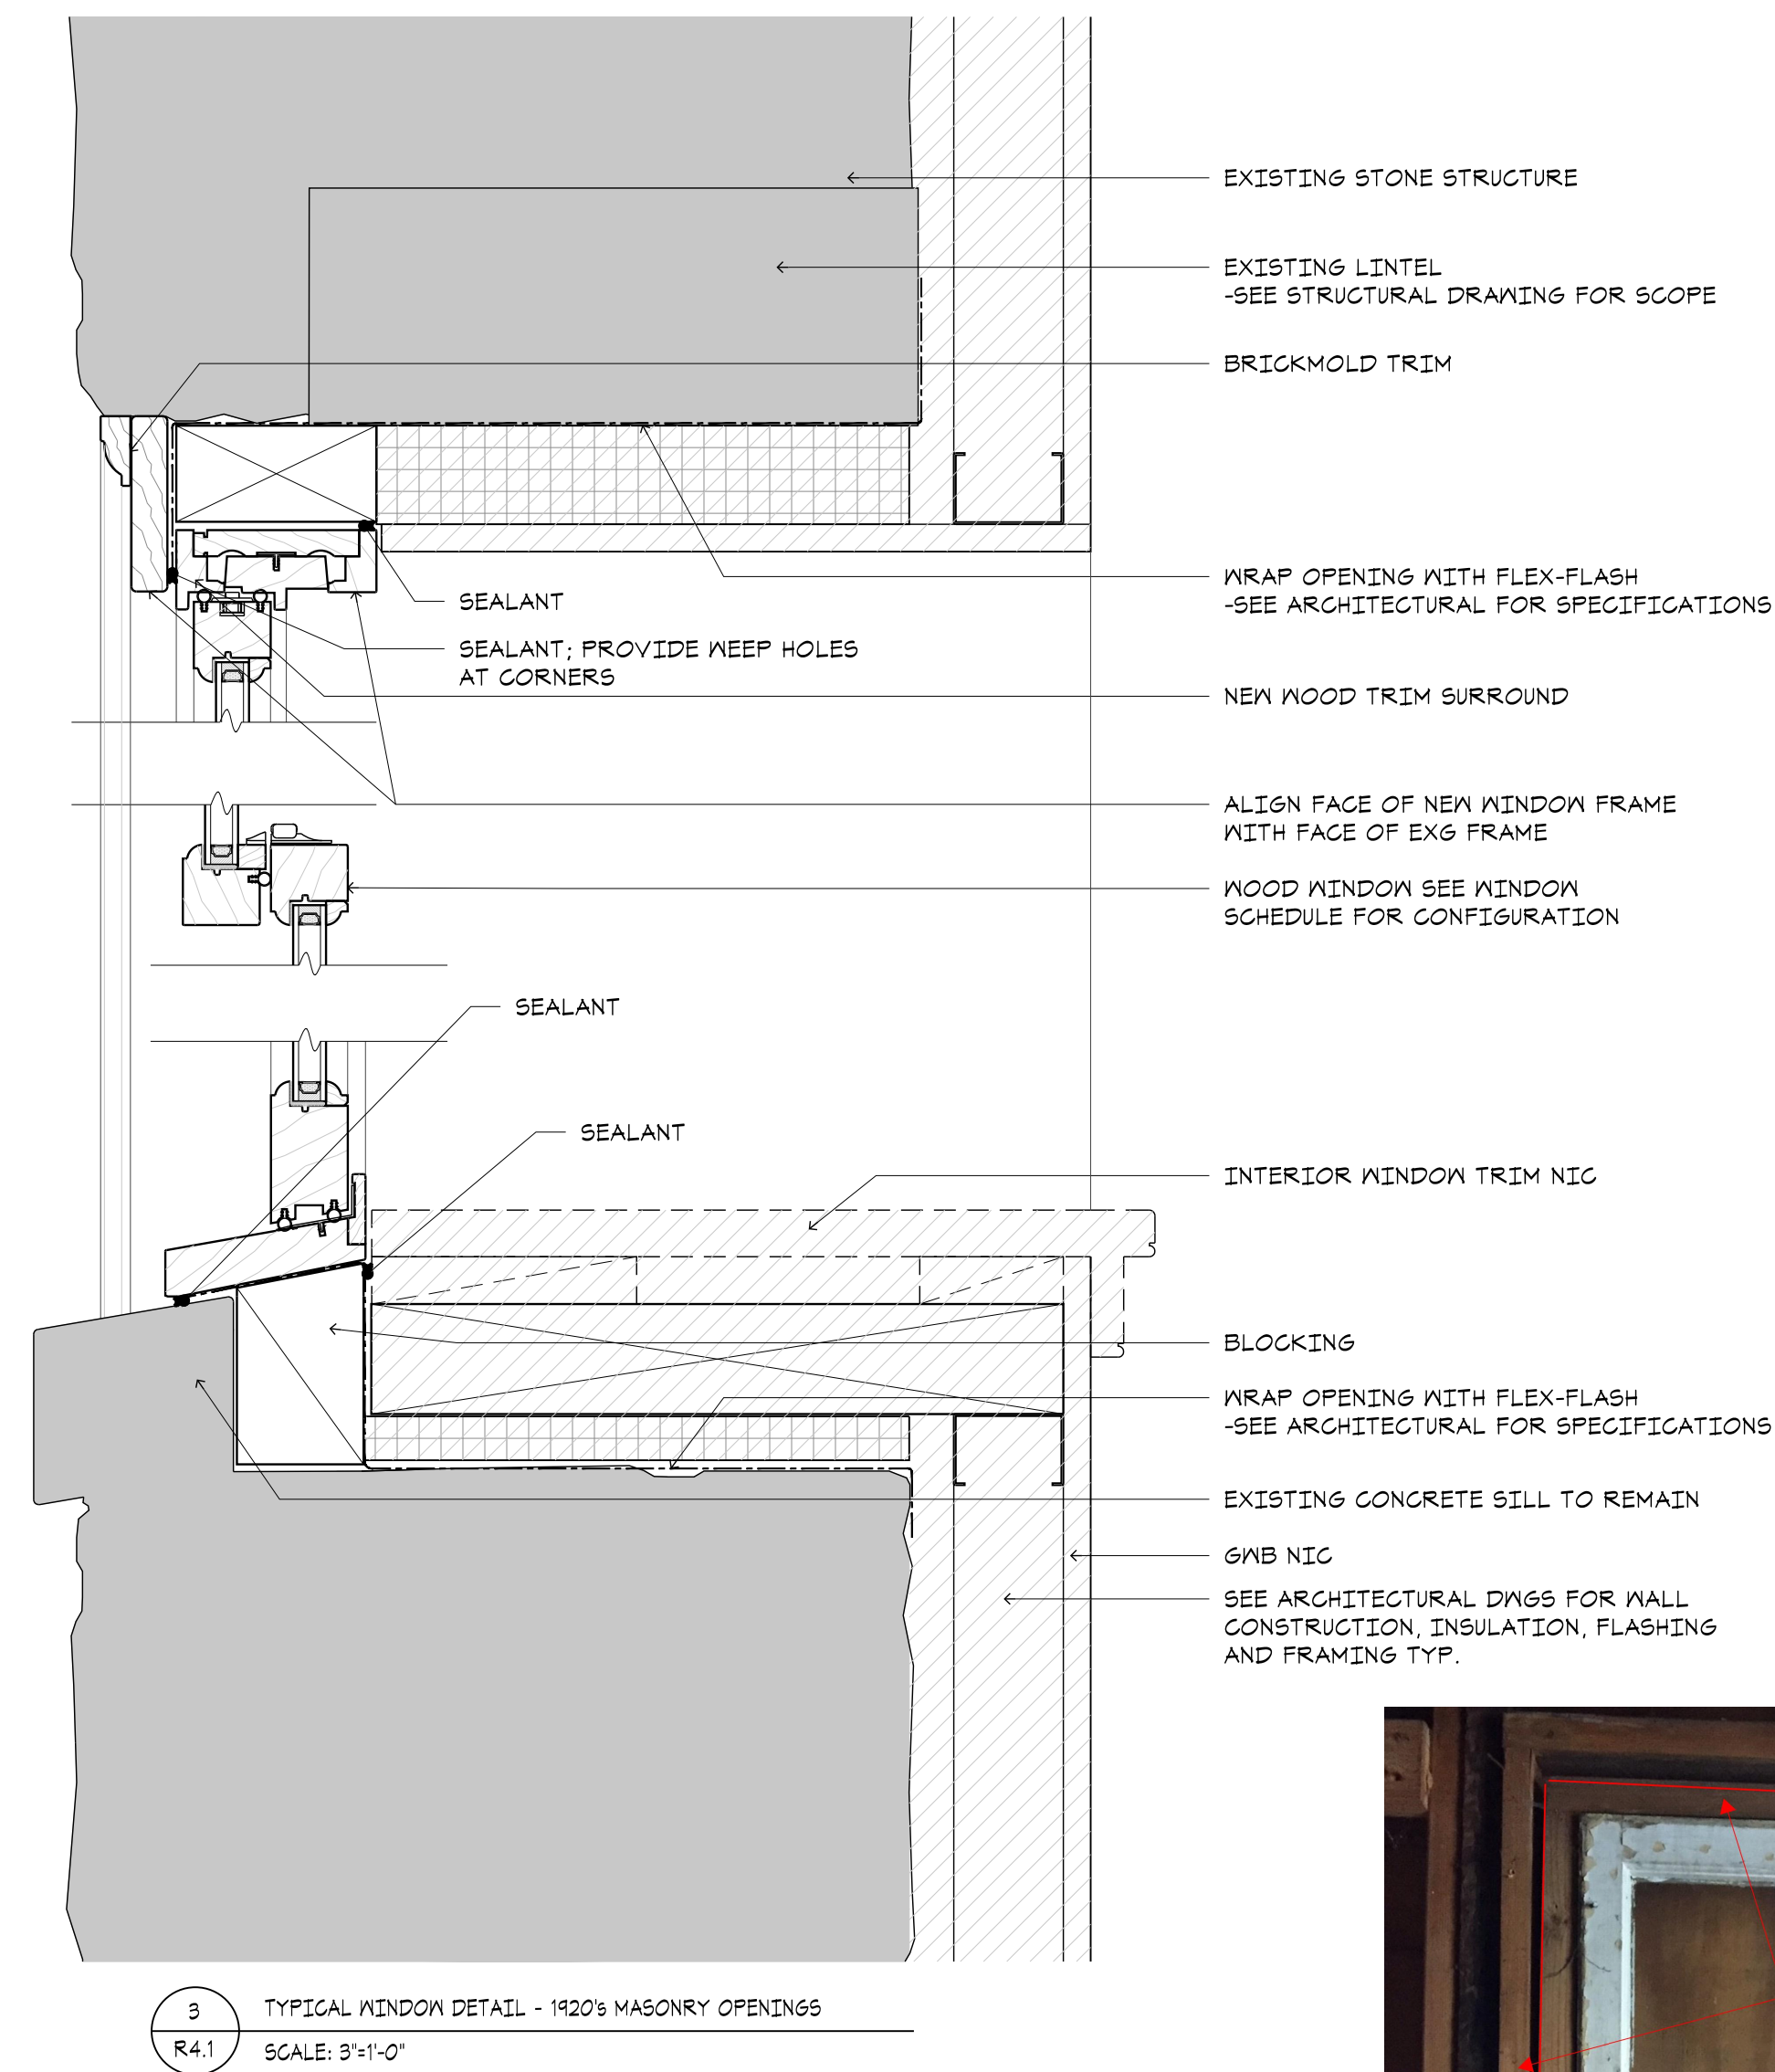 EXISTING STONE STRUCTURE
EXISTING LINTEL
-SEE STRUCTURAL DRAWING FOR SCOPE
BRICKMOLD TRIM
WRAP OPENING WITH FLEX-FLASH
-SEE ARCHITECTURAL FOR SPECIFICATIONS
SEALANT
SEALANT; PROVIDE WEEP HOLES
AT CORNERS
NEW WOOD TRIM SURROUND
ALIGN FACE OF NEW WINDOW FRAME
WITH FACE OF EXG FRAME
WOOD WINDOW SEE WINDOW
SCHEDULE FOR CONFIGURATION
SEALANT
SEALANT
INTERIOR WINDOW TRIM NIC
BLOCKING
WRAP OPENING WITH FLEX-FLASH
-SEE ARCHITECTURAL FOR SPECIFICATIONS
EXISTING CONCRETE SILL TO REMAIN
GWB NIC
SEE ARCHITECTURAL DWGS FOR WALL
CONSTRUCTION, INSULATION, FLASHING
AND FRAMING TYP.
3
TYPICAL WINDOW DETAIL - 1920's MASONRY OPENINGS
R4.1
SCALE: 3"=1'-0"